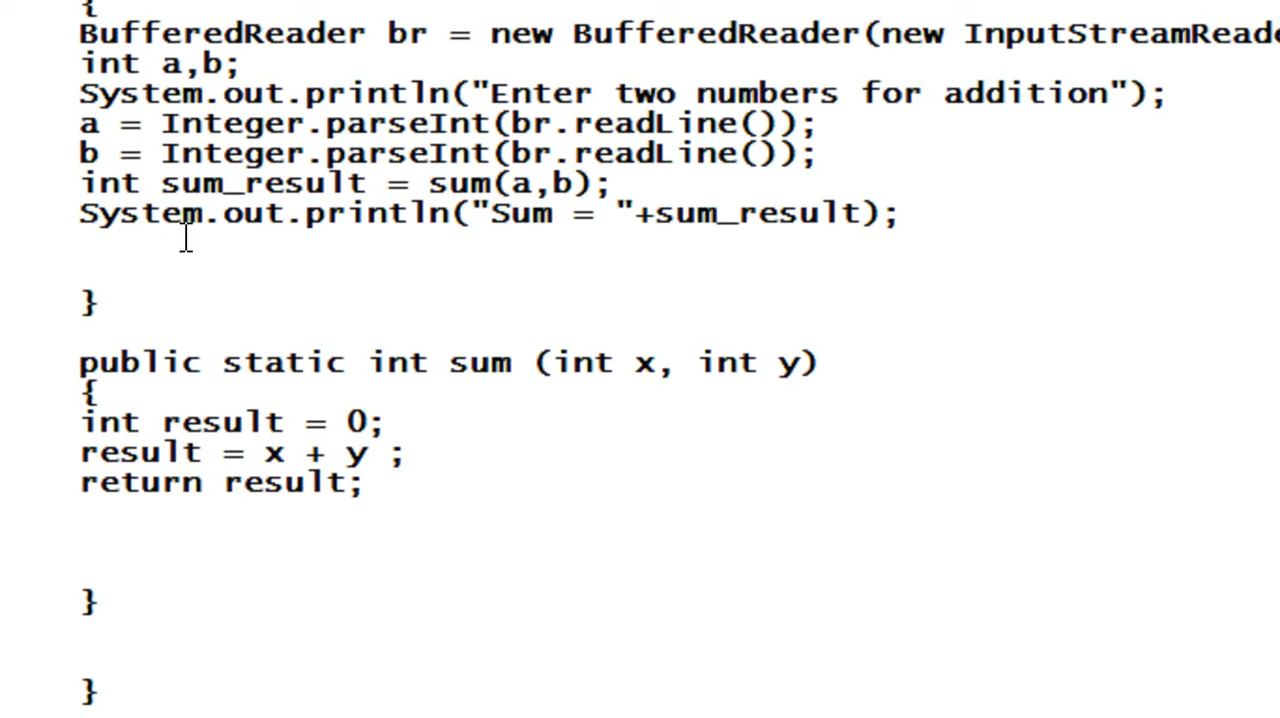 {
BufferedReader br = new BufferedReader(new InputStreamReade
int a,b;
System.out.println("Enter two numbers for addition");
a = Integer.parseInt(br.readLine());
b = Integer.parseInt(br.readLine());
int sum_result = sum(a,b);
System.out.println("Sum = "+sum_result);
}
public static int sum (int x, int y)
{
int result = 0;
result = x + y ;
return result;
}
}